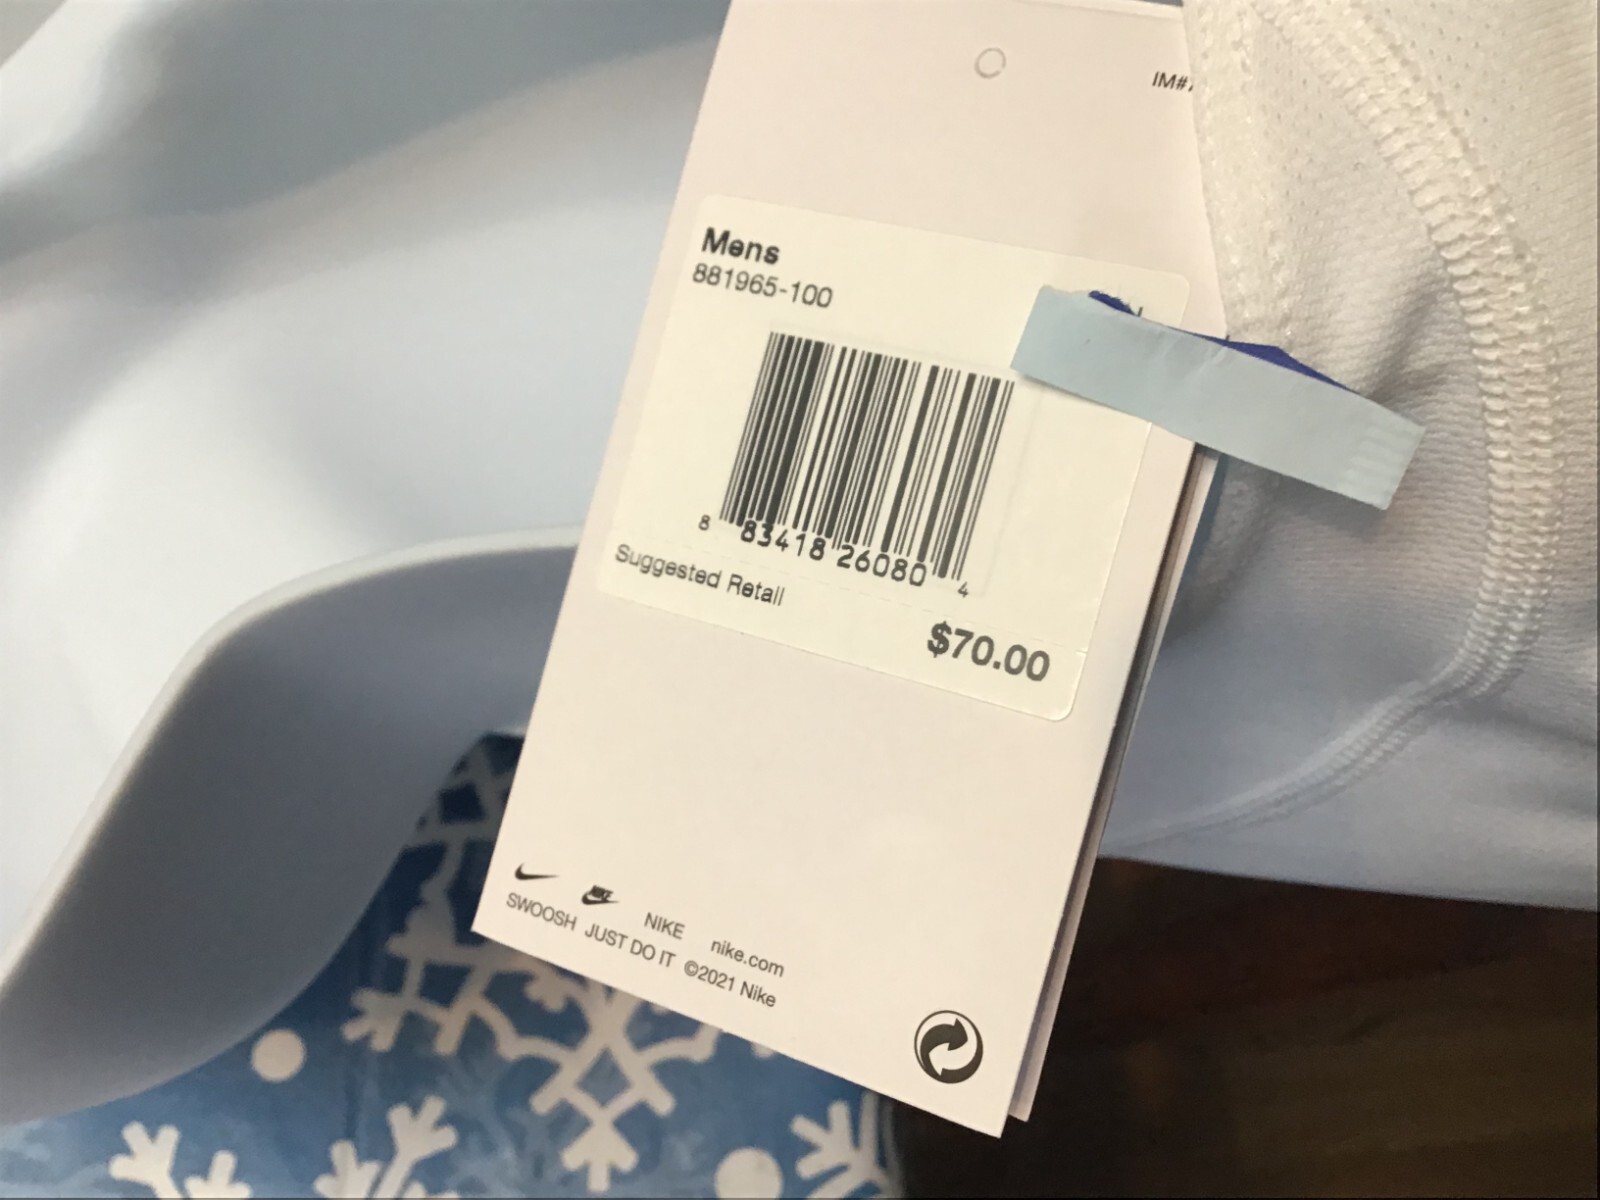 IM#
Mens
881965-100
8 83418 26080 4
Suggested Retail
$70.00
NIKE nike.com
SWOOSH JUST DO IT ©2021 Nike